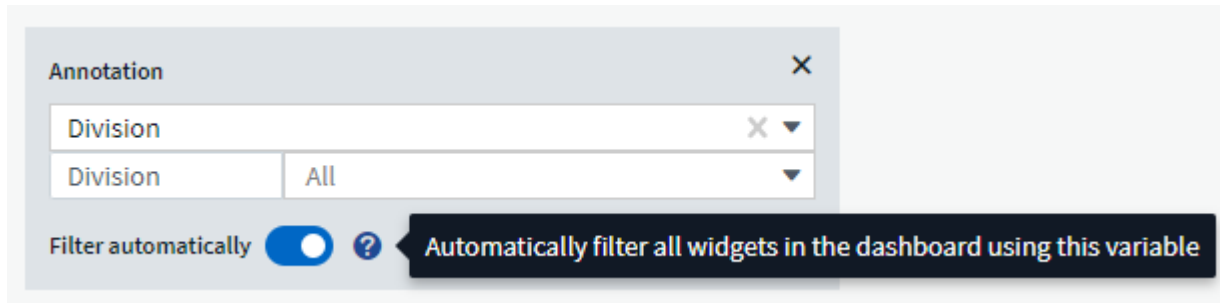 Annotation
Division
Division All
Filter automatically ? Automatically filter all widgets in the dashboard using this variable